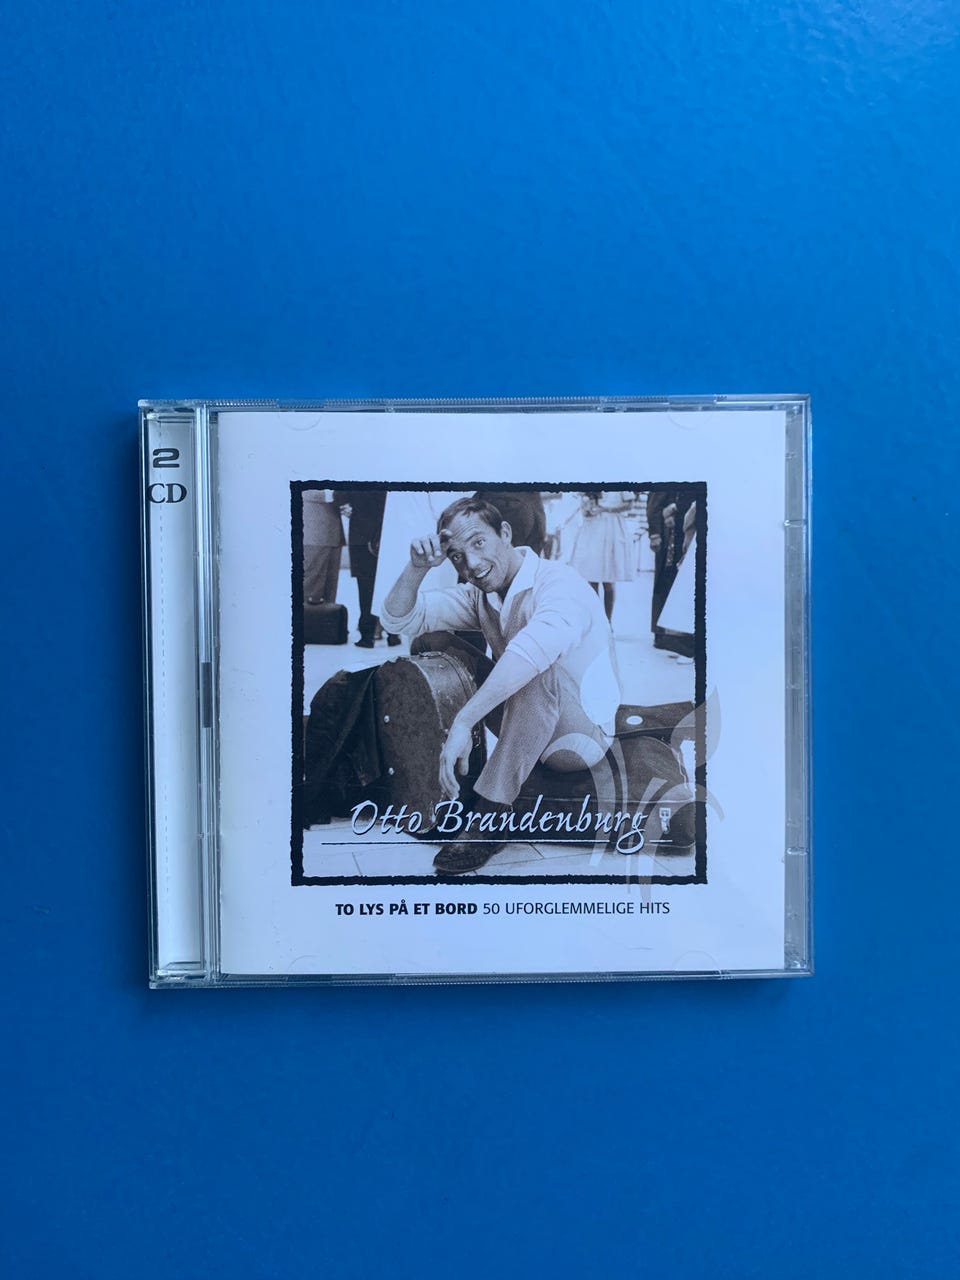 2
CD
Otto Brandenburg
TO LYS PÅ ET BORD 50 UFORGLEMMELIGE HITS